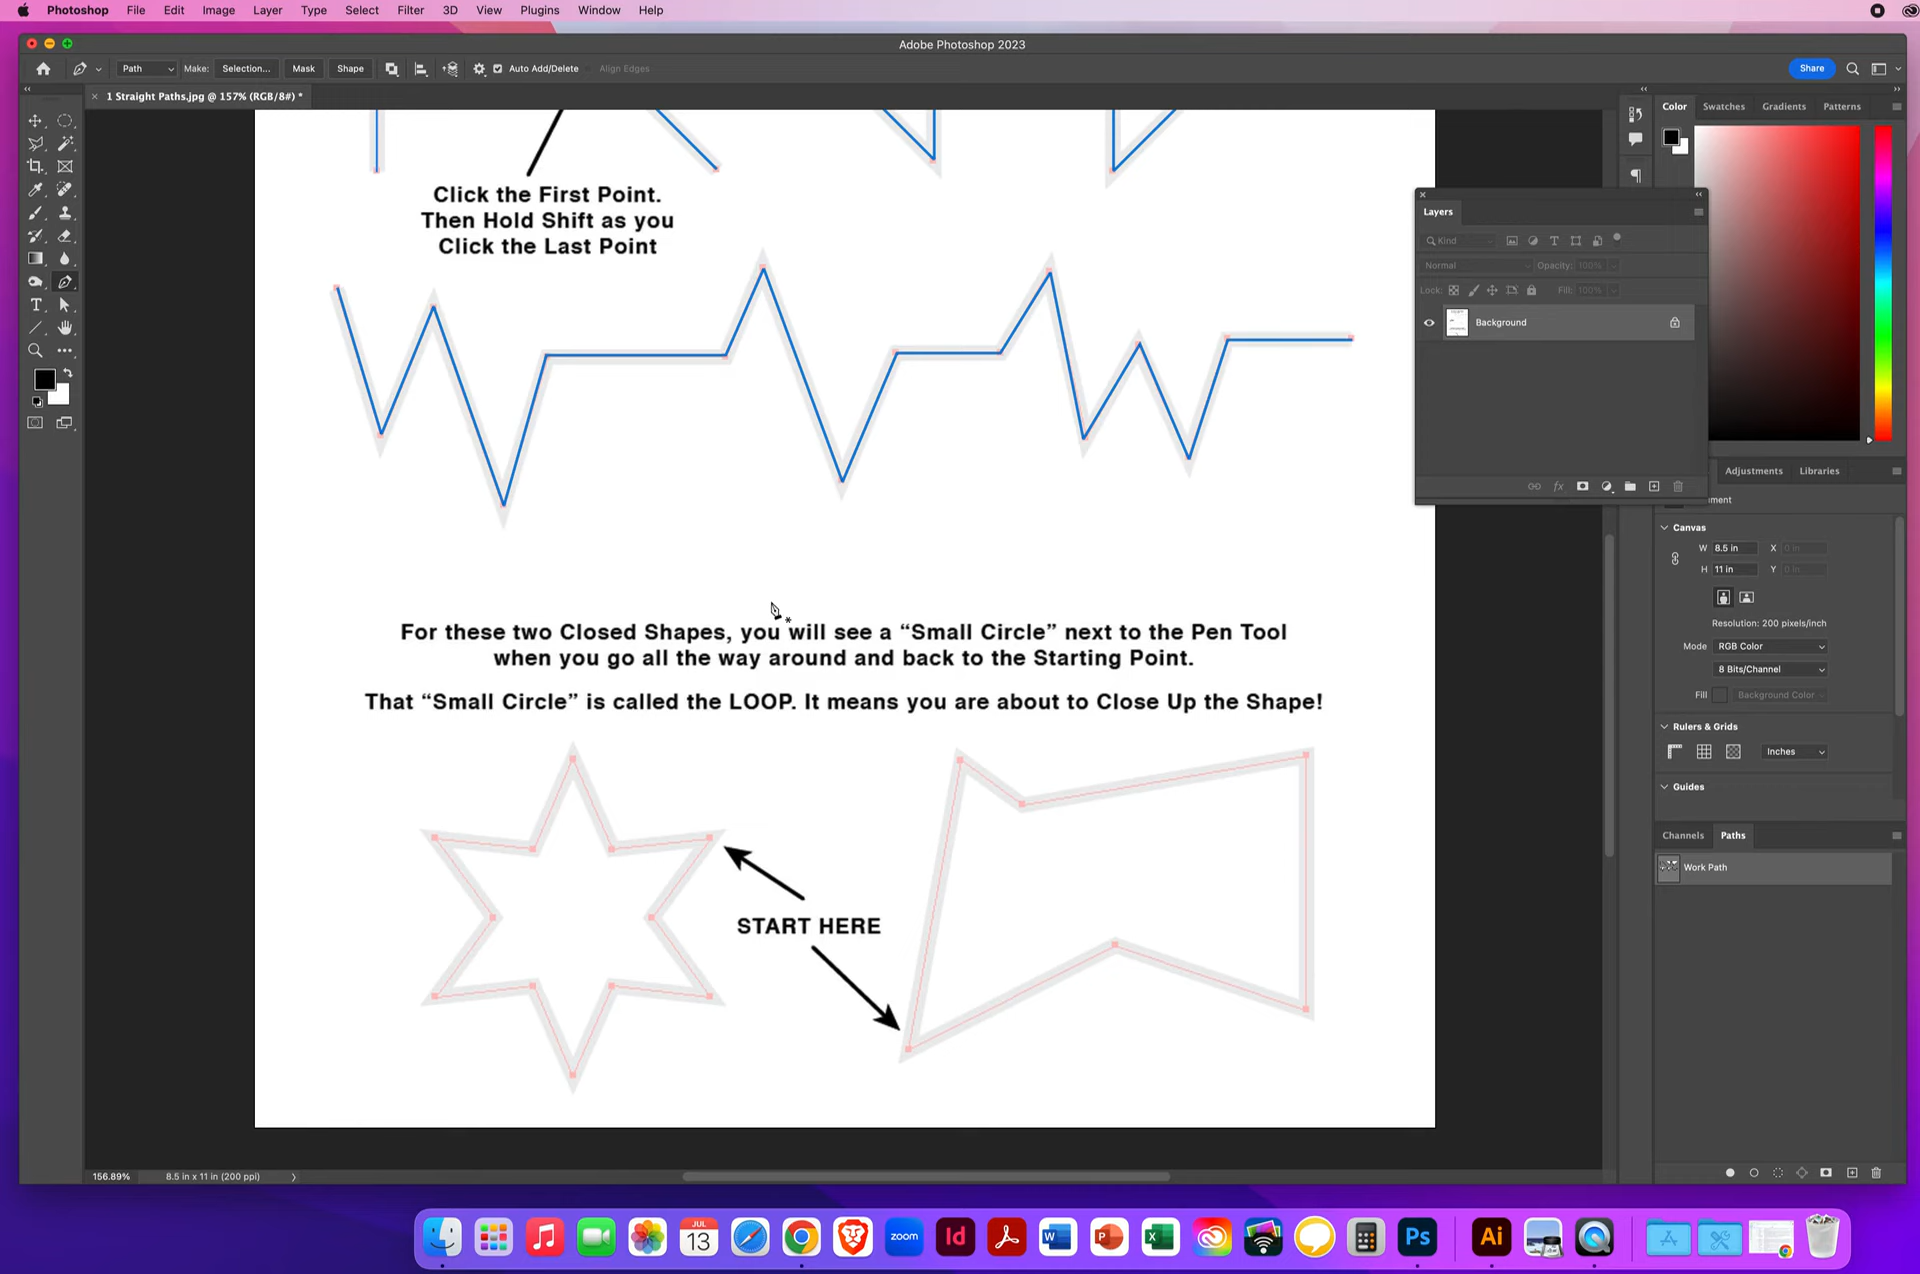 Photoshop File Edit Image Layer Type Select Filter 3D View Plugins Window Help
Adobe Photoshop 2023
Path Make: Selection... Mask Shape Auto Add/Delete Align Edges Share
1 Straight Paths.jpg @ 157% (RGB/8#) *
Color Swatches Gradients Patterns
Click the First Point.
Then Hold Shift as you
Click the Last Point
Layers
Kind
Normal Opacity: 100%
Lock: Fill: 100%
Background
Adjustments Libraries
ment
Canvas
W 8.5 in X 0 in
H 11 in Y 0 in
Resolution: 200 pixels/inch
Mode RGB Color
8 Bits/Channel
Fill Background Color
Rulers & Grids
Inches
Guides
Channels Paths
Work Path
For these two Closed Shapes, you will see a “Small Circle” next to the Pen Tool
when you go all the way around and back to the Starting Point.
That “Small Circle” is called the LOOP. It means you are about to Close Up the Shape!
START HERE
156.89% 8.5 in x 11 in (200 ppi)
JUL
13
zoom
Id
W
P
X
Ps
Ai